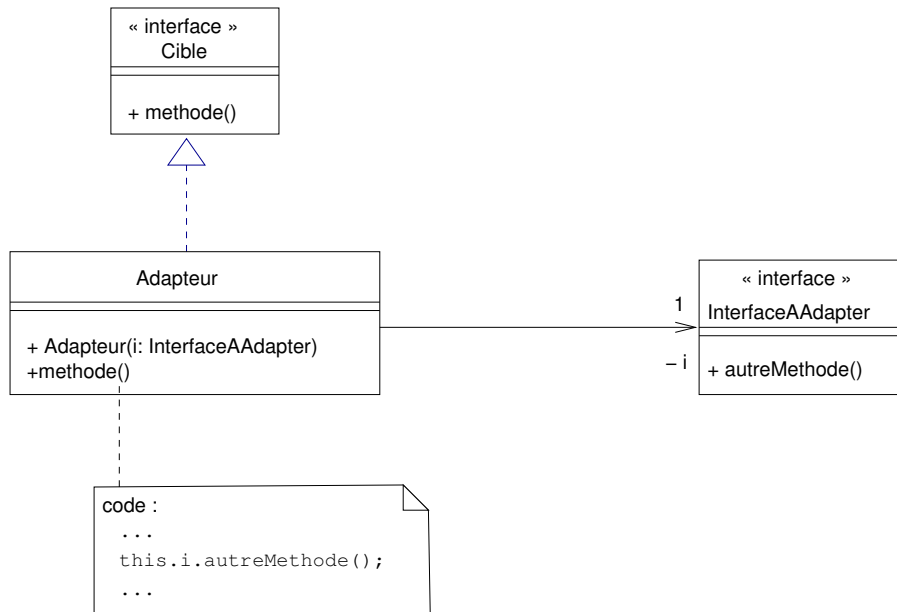 « interface »
Cible
+ methode()
Adapteur
+ Adapteur(i: InterfaceAAdapter)
+methode()
1
– i
« interface »
InterfaceAAdapter
+ autreMethode()
code :
...
this.i.autreMethode();
...